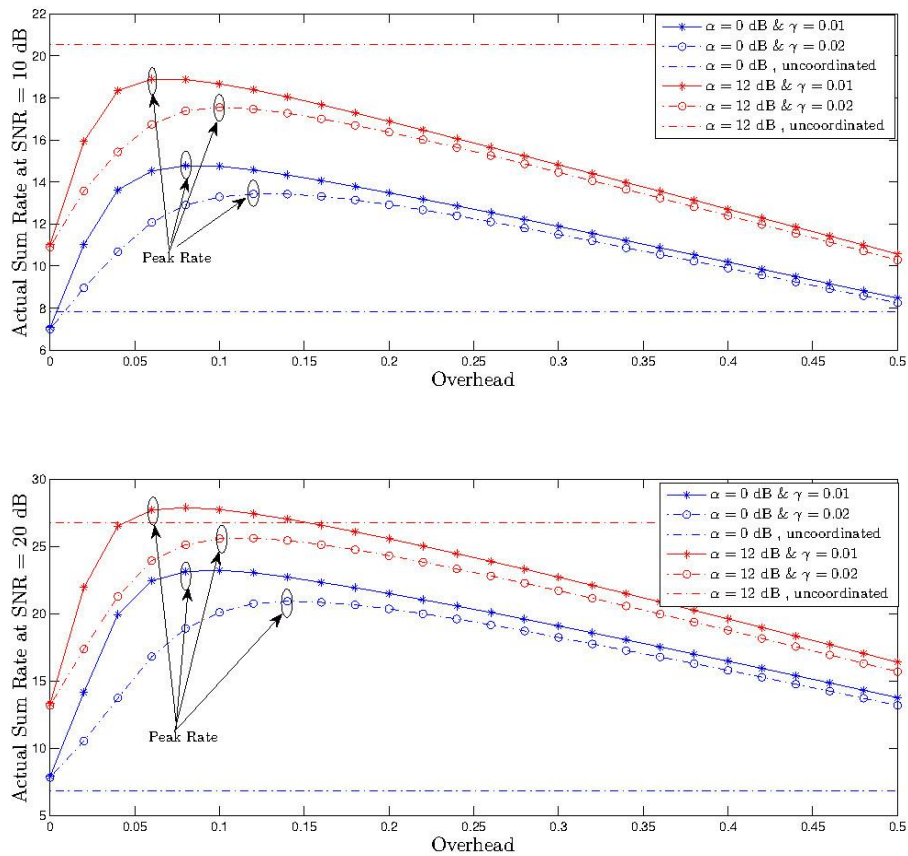 Actual Sum Rate at SNR = 10 dB
22
20
18
16
14
12
10
8
6
α = 0 dB & γ = 0.01
α = 0 dB & γ = 0.02
α = 0 dB , uncoordinated
α = 12 dB & γ = 0.01
α = 12 dB & γ = 0.02
α = 12 dB , uncoordinated
Peak Rate
0 0.05 0.1 0.15 0.2 0.25 0.3 0.35 0.4 0.45 0.5
Overhead
Actual Sum Rate at SNR = 20 dB
30
25
20
15
10
5
α = 0 dB & γ = 0.01
α = 0 dB & γ = 0.02
α = 0 dB , uncoordinated
α = 12 dB & γ = 0.01
α = 12 dB & γ = 0.02
α = 12 dB , uncoordinated
Peak Rate
0 0.05 0.1 0.15 0.2 0.25 0.3 0.35 0.4 0.45 0.5
Overhead